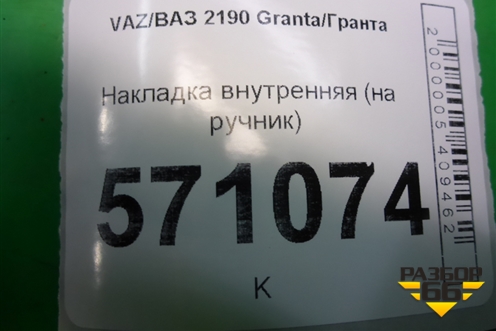 VAZ/ВАЗ 2190 Granta/Гранта
Накладка внутренняя (на
ручник)
571074
К
2000005409462
РАЗБОР
66